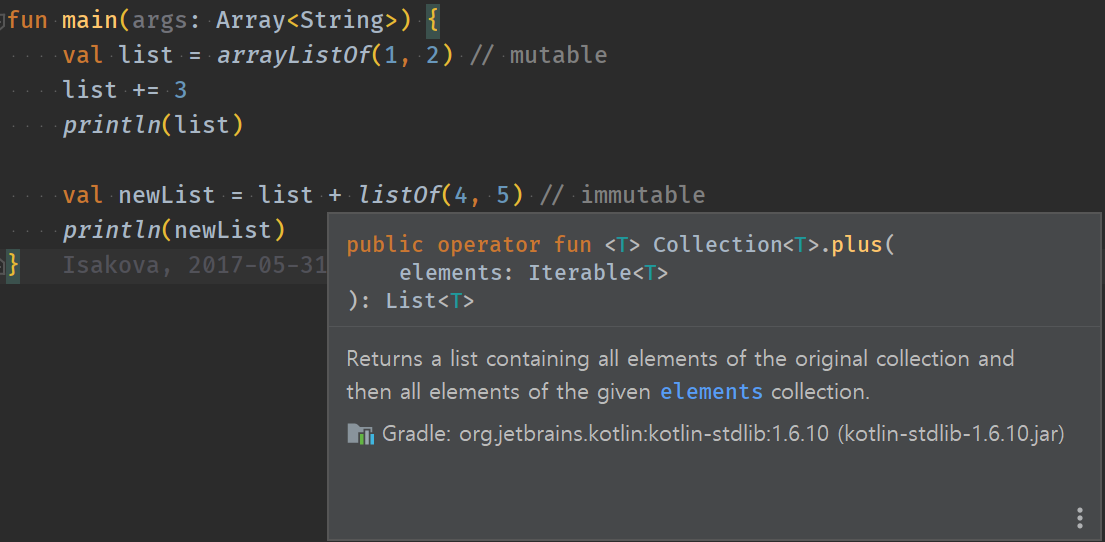 fun main(args: Array<String>) {
    val list = arrayListOf(1, 2) // mutable
    list += 3
    println(list)

    val newList = list + listOf(4, 5) // immutable
    println(newList)
}    Isakova, 2017-05-31
public operator fun <T> Collection<T>.plus(
    elements: Iterable<T>
): List<T>
Returns a list containing all elements of the original collection and
then all elements of the given elements collection.
Gradle: org.jetbrains.kotlin:kotlin-stdlib:1.6.10 (kotlin-stdlib-1.6.10.jar)